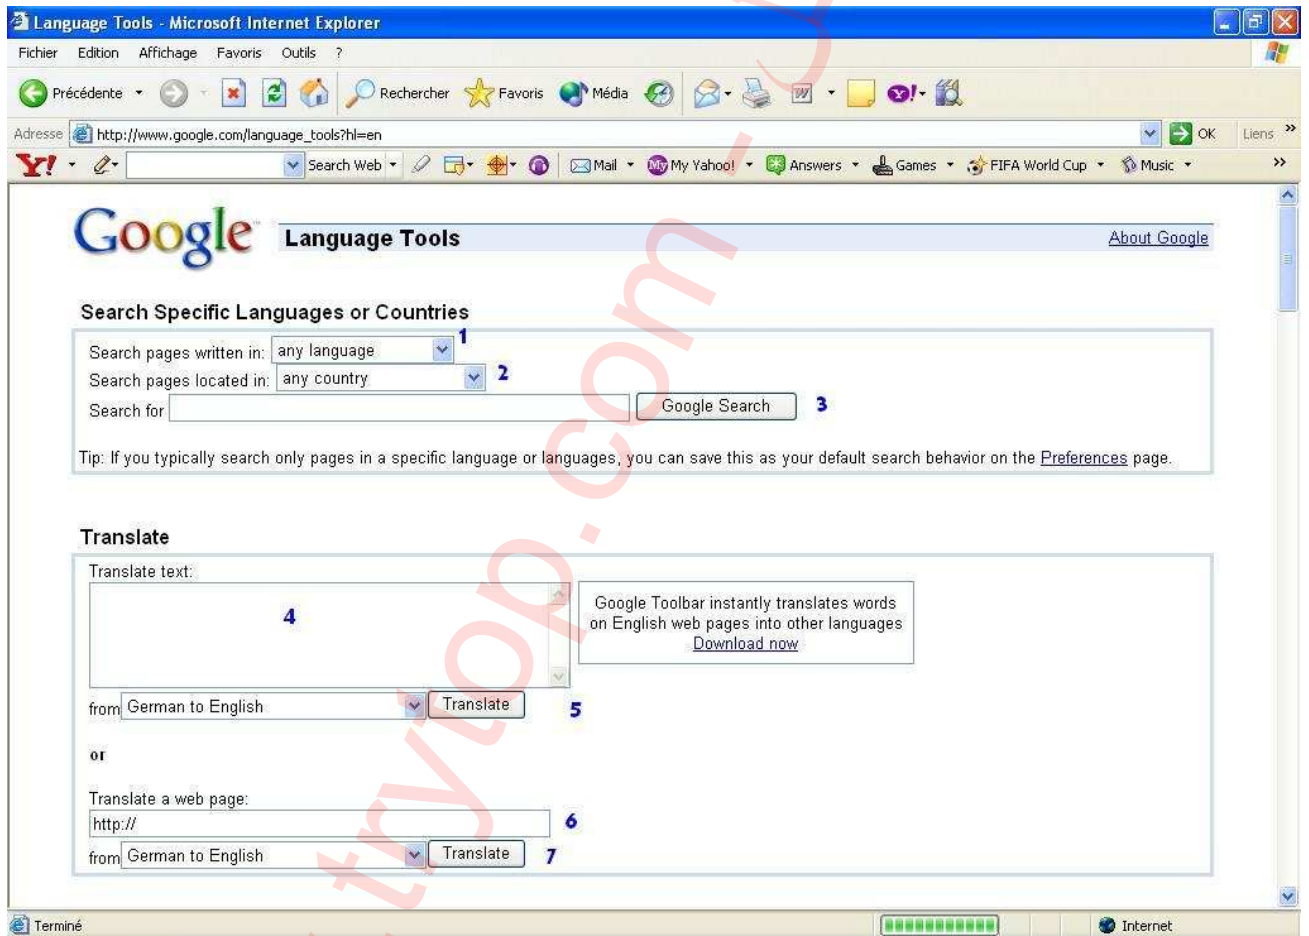 Language Tools - Microsoft Internet Explorer
Fichier Edition Affichage Favoris Outils ?
Précédente Rechercher Favoris Média
Adresse http://www.google.com/language_tools?hl=en OK Liens »
Y! Search Web Mail My Yahoo! Answers Games FIFA World Cup Music »
Google™ Language Tools About Google
Search Specific Languages or Countries
Search pages written in: any language 1
Search pages located in: any country 2
Search for Google Search 3
Tip: If you typically search only pages in a specific language or languages, you can save this as your default search behavior on the Preferences page.
Translate
Translate text:
4
Google Toolbar instantly translates words
on English web pages into other languages
Download now
from German to English Translate 5
or
Translate a web page:
http:// 6
from German to English Translate 7
Terminé Internet